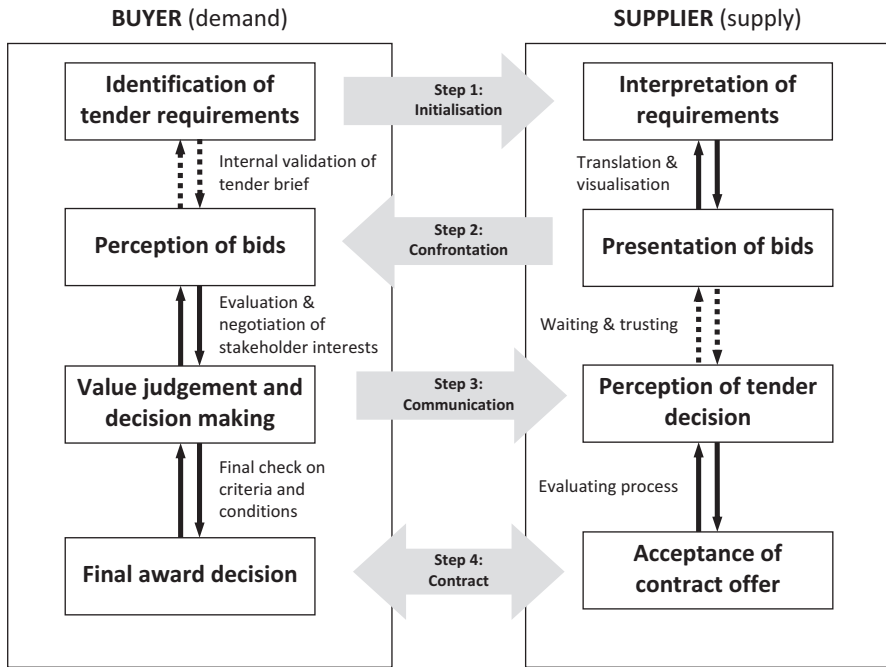 BUYER (demand)
SUPPLIER (supply)
Identification of
tender requirements
Step 1:
Initialisation
Interpretation of
requirements
Internal validation of
tender brief
Translation &
visualisation
Perception of bids
Step 2:
Confrontation
Presentation of bids
Evaluation &
negotiation of
stakeholder interests
Waiting & trusting
Value judgement and
decision making
Step 3:
Communication
Perception of tender
decision
Final check on
criteria and
conditions
Evaluating process
Final award decision
Step 4:
Contract
Acceptance of
contract offer